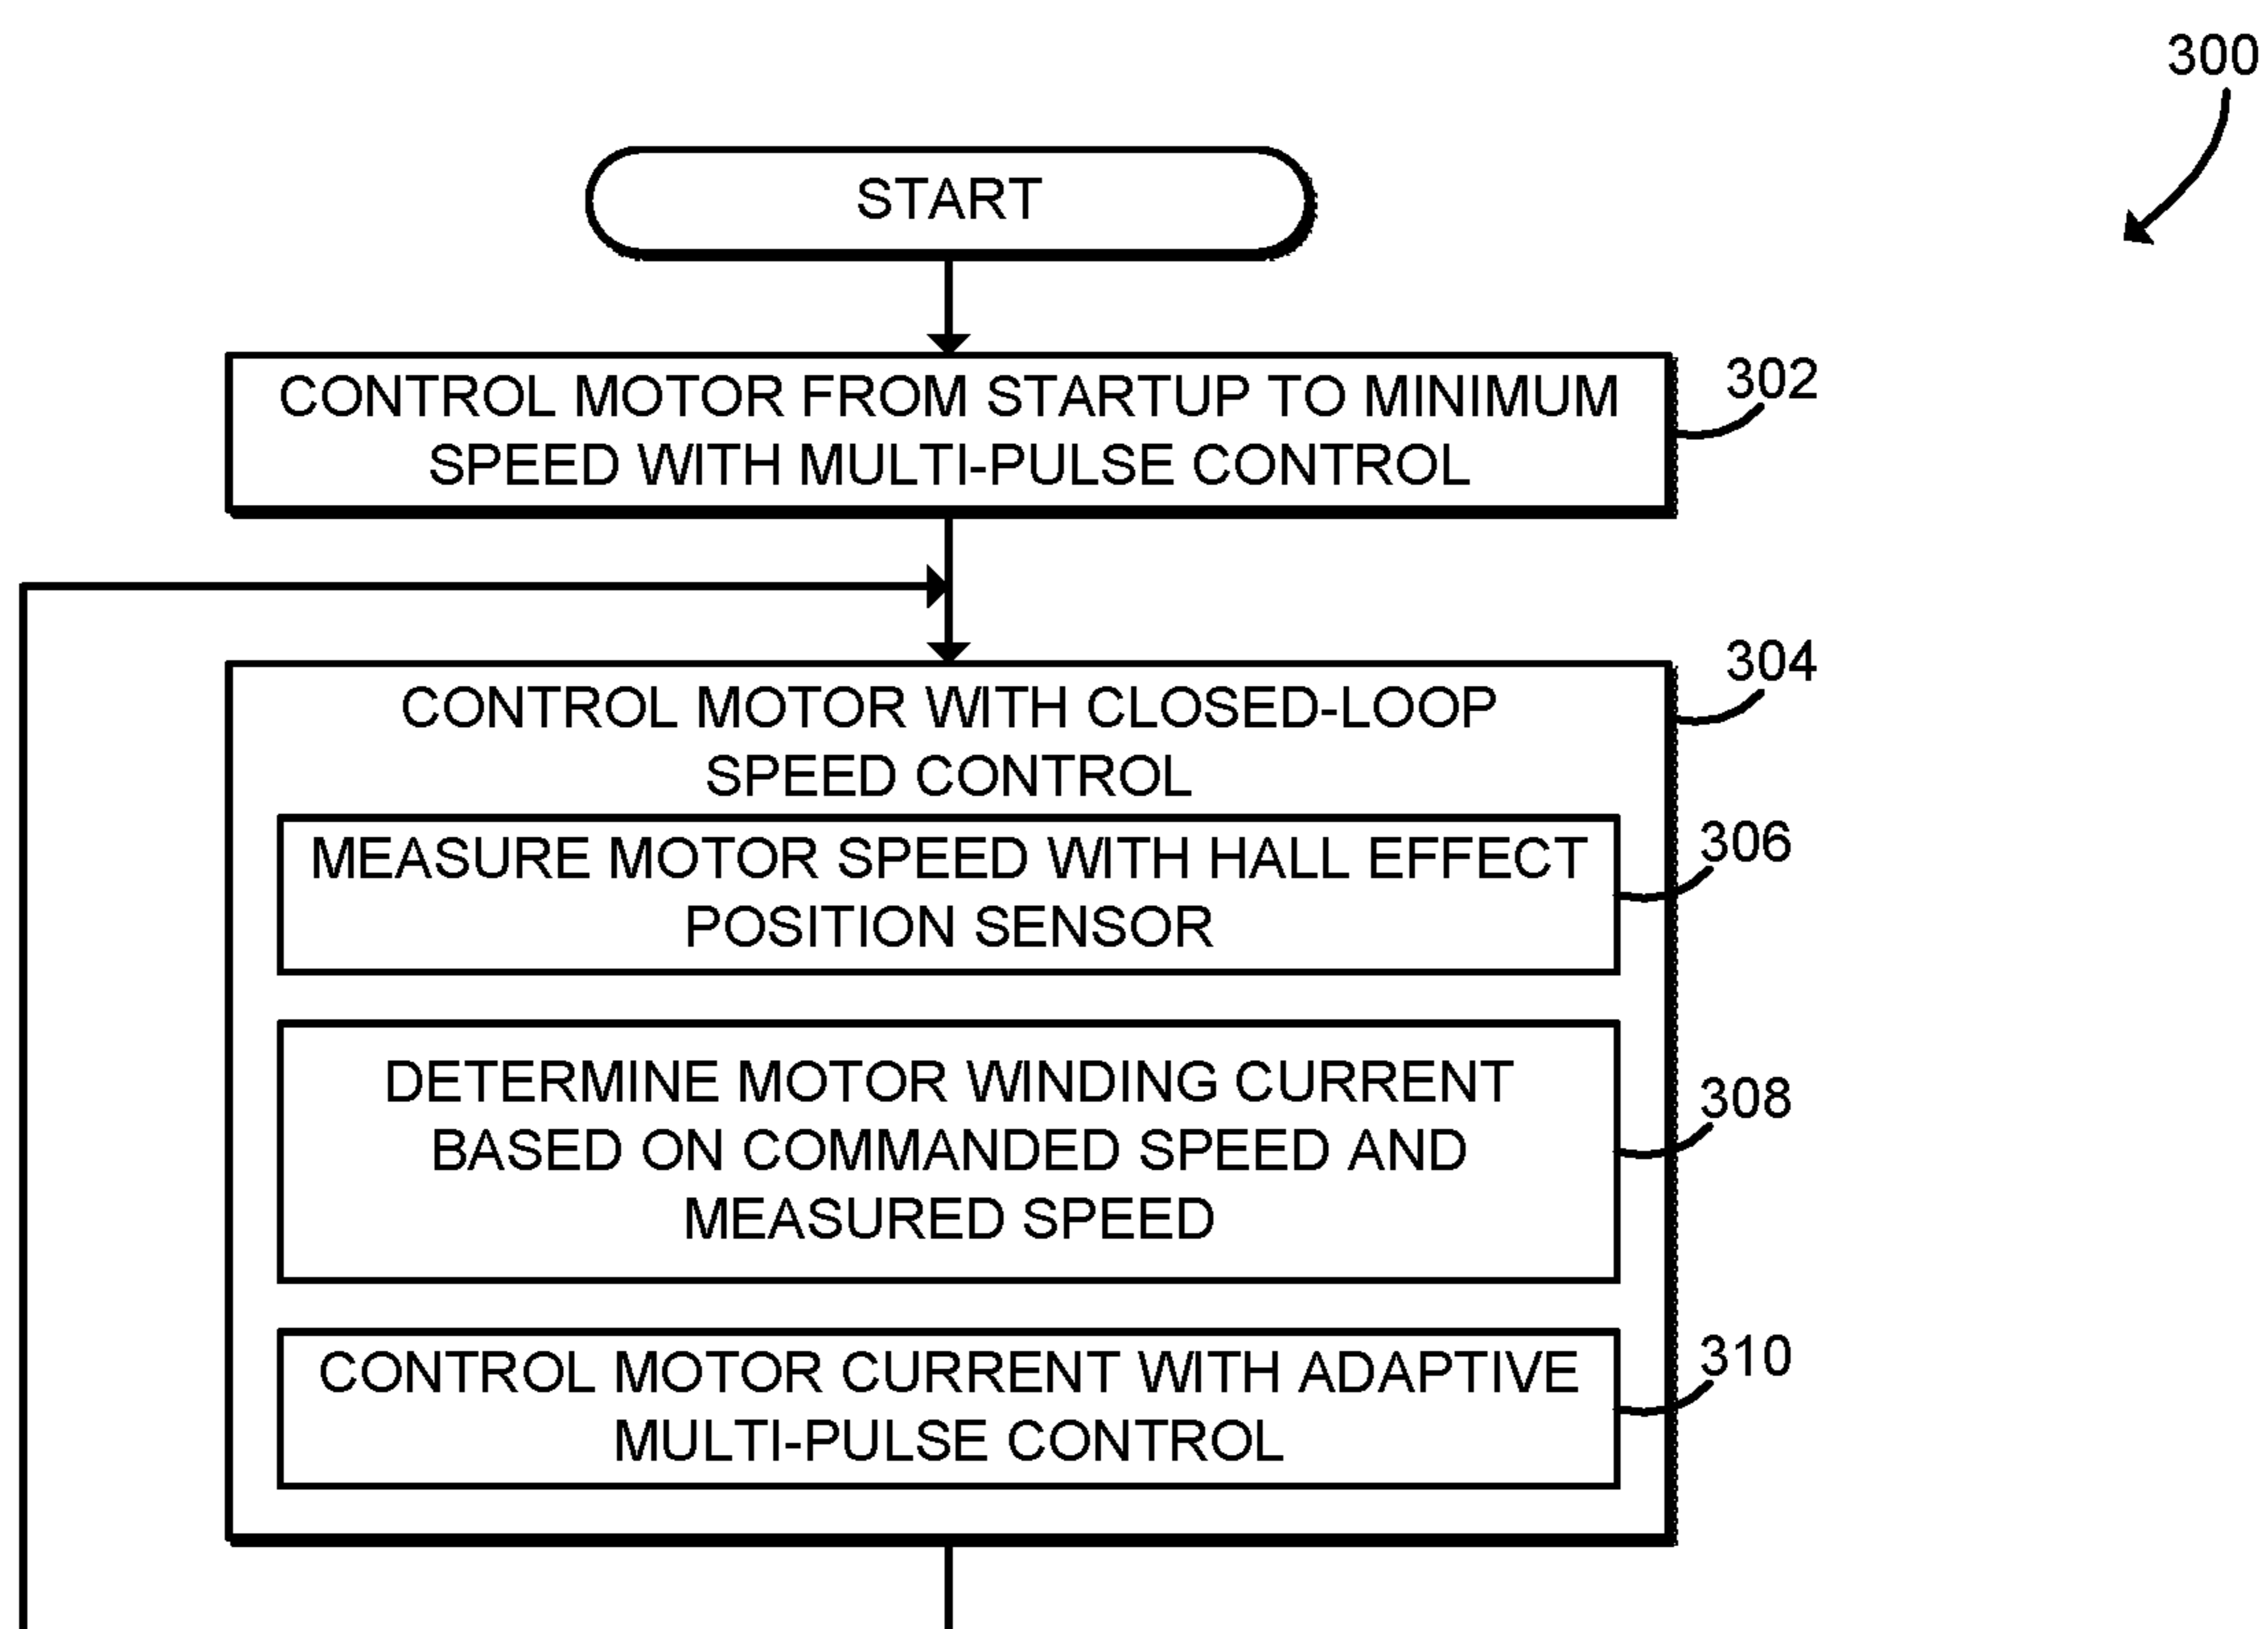 300
START
CONTROL MOTOR FROM STARTUP TO MINIMUM
SPEED WITH MULTI-PULSE CONTROL
302
CONTROL MOTOR WITH CLOSED-LOOP
SPEED CONTROL
304
MEASURE MOTOR SPEED WITH HALL EFFECT
POSITION SENSOR
306
DETERMINE MOTOR WINDING CURRENT
BASED ON COMMANDED SPEED AND
MEASURED SPEED
308
CONTROL MOTOR CURRENT WITH ADAPTIVE
MULTI-PULSE CONTROL
310